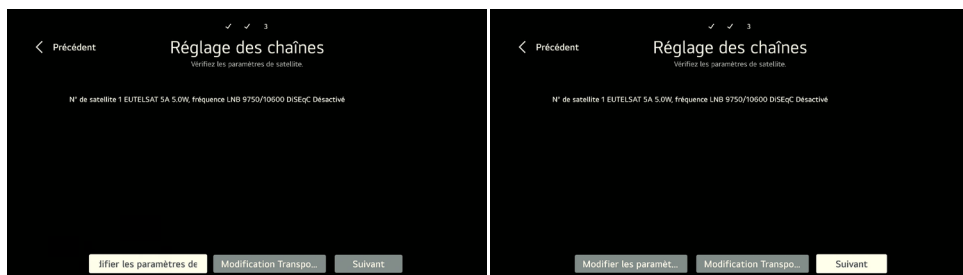 3
Précédent
Réglage des chaînes
Vérifiez les paramètres de satellite.
N° de satellite 1 EUTELSAT 5A 5.0W, fréquence LNB 9750/10600 DiSEqC Désactivé
difier les paramètres de
Modification Transpo...
Suivant
3
Précédent
Réglage des chaînes
Vérifiez les paramètres de satellite.
N° de satellite 1 EUTELSAT 5A 5.0W, fréquence LNB 9750/10600 DiSEqC Désactivé
Modifier les paramèt...
Modification Transpo...
Suivant